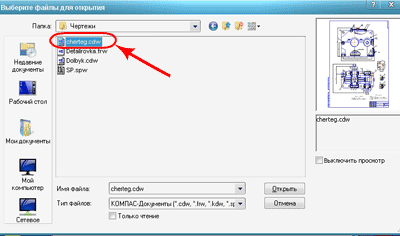 Выберите файлы для открытия
Папка: Чертежи
cherteg.cdw
Detalirovka.frw
Dolbyk.cdw
SP.spw
Недавние документы
Рабочий стол
Мои документы
Мой компьютер
Сетевое
cherteg.cdw
Выключить просмотр
Имя файла: cherteg.cdw Открыть
Тип файлов: КОМПАС-Документы (*.cdw, *.frw, *.kdw, *.sp Отмена
Только чтение